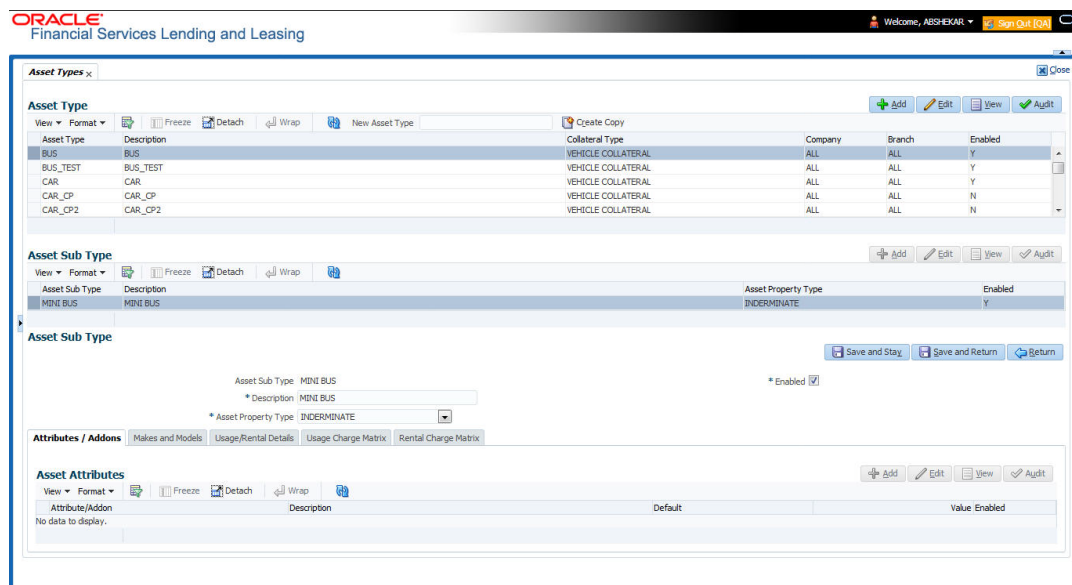 ORACLE
Financial Services Lending and Leasing
Welcome, ABSHEKAR
Sign Out [QA]
Asset Types
Close
Asset Type
Add Edit View Audit
View Format Freeze Detach Wrap New Asset Type Create Copy
Asset Type Description Collateral Type Company Branch Enabled
BUS BUS VEHICLE COLLATERAL ALL ALL Y
BUS_TEST BUS_TEST VEHICLE COLLATERAL ALL ALL Y
CAR CAR VEHICLE COLLATERAL ALL ALL Y
CAR_CP CAR_CP VEHICLE COLLATERAL ALL ALL N
CAR_CP2 CAR_CP2 VEHICLE COLLATERAL ALL ALL N
Asset Sub Type
Add Edit View Audit
View Format Freeze Detach Wrap
Asset Sub Type Description Asset Property Type Enabled
MINI BUS MINI BUS INDERMINATE Y
Asset Sub Type
Save and Stay Save and Return Return
Asset Sub Type MINI BUS * Enabled
* Description MINI BUS
* Asset Property Type INDERMINATE
Attributes / Addons Makes and Models Usage/Rental Details Usage Charge Matrix Rental Charge Matrix
Asset Attributes
Add Edit View Audit
View Format Freeze Detach Wrap
Attribute/Addon Description Default Value Enabled
No data to display.